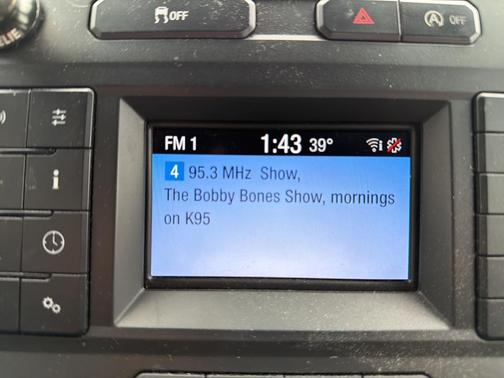 OFF
OFF
FM 1 1:43 39°
4 95.3 MHz Show,
The Bobby Bones Show, mornings
on K95